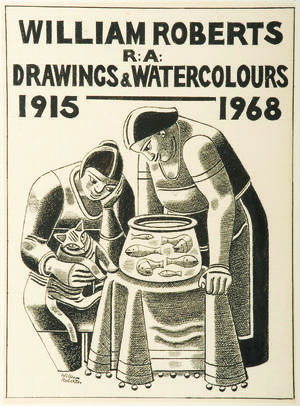 WILLIAM ROBERTS
R:A:
DRAWINGS & WATERCOLOURS
1915 — 1968
William
Roberts.